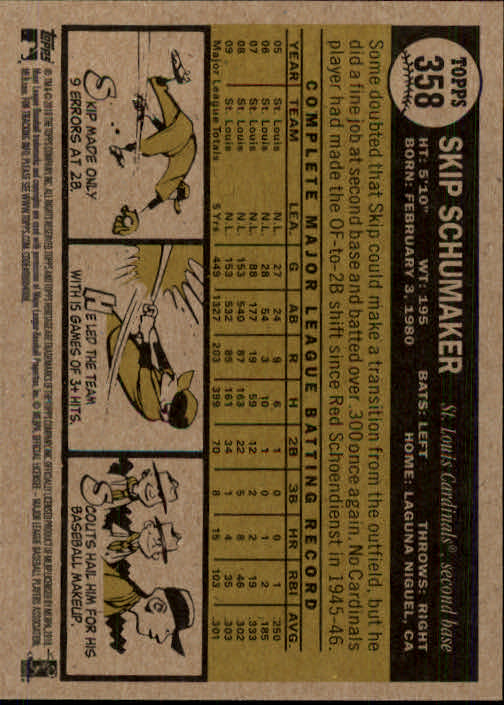 TOPPS
358
SKIP SCHUMAKER
St. Louis Cardinals®, second base
HT: 5'10" WT: 195 BATS: LEFT THROWS: RIGHT
BORN: FEBRUARY 3, 1980 HOME: LAGUNA NIGUEL, CA
Some doubted that Skip could make a transition from the outfield, but he
did a fine job at second base and batted over .300 once again. No Cardinals
player had made the OF-to-2B shift since Red Schoendienst in 1945-46.
COMPLETE MAJOR LEAGUE BATTING RECORD
YEAR TEAM LEA. G AB R H 2B 3B HR RBI AVG.
05 St. Louis N.L. 27 24 9 6 1 0 0 1 .250
06 St. Louis N.L. 28 54 3 10 1 0 1 2 .185
07 St. Louis N.L. 88 177 19 59 12 2 2 19 .333
08 St. Louis N.L. 153 540 87 163 22 5 8 46 .302
09 St. Louis N.L. 153 532 85 161 34 1 4 35 .303
Major League Totals 5 Yrs 449 1327 203 399 70 8 15 103 .301
SKIP MADE ONLY
9 ERRORS AT 2B.
HE LED THE TEAM
WITH 15 GAMES OF 3+ HITS.
SCOUTS HAIL HIM FOR HIS
BASEBALL MAKEUP.
TOPPS